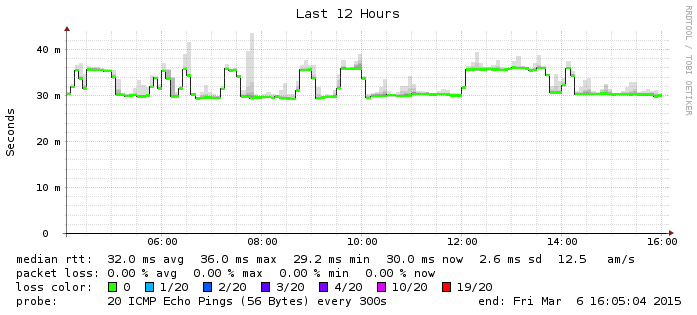 Last 12 Hours
RRDTOOL / TOBI OETIKER
Seconds
40 m
30 m
20 m
10 m
0
06:00 08:00 10:00 12:00 14:00 16:00
median rtt: 32.0 ms avg 36.0 ms max 29.2 ms min 30.0 ms now 2.6 ms sd 12.5 am/s
packet loss: 0.00 % avg 0.00 % max 0.00 % min 0.00 % now
loss color: 0 1/20 2/20 3/20 4/20 10/20 19/20
probe: 20 ICMP Echo Pings (56 Bytes) every 300s end: Fri Mar 6 16:05:04 2015